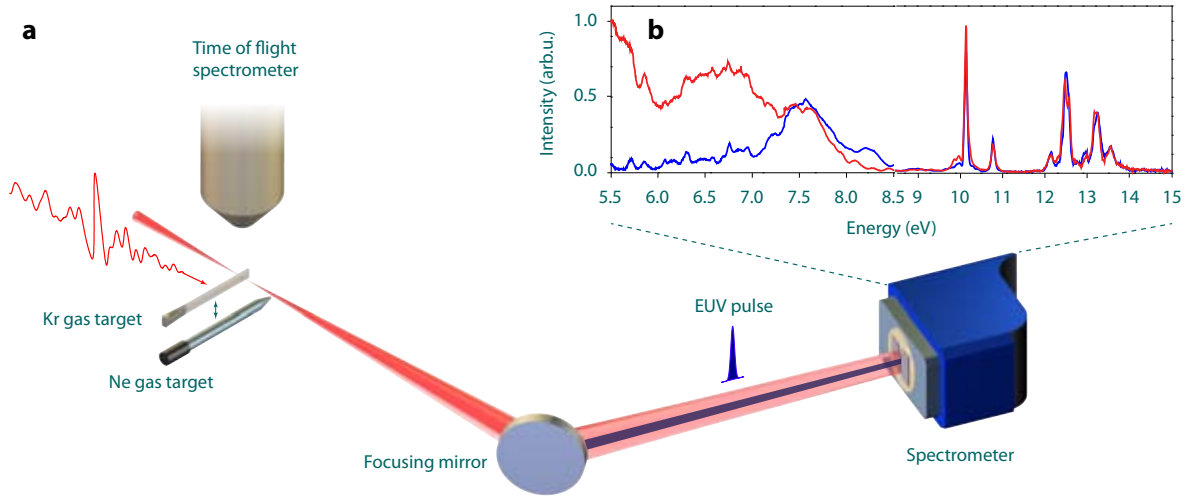 a
Time of flight
spectrometer
Kr gas target
Ne gas target
Focusing mirror
EUV pulse
Spectrometer
b
Intensity (arb.u.)
1.0
0.5
0.0
5.5 6.0 6.5 7.0 7.5 8.0 8.5 9 10 11 12 13 14 15
Energy (eV)